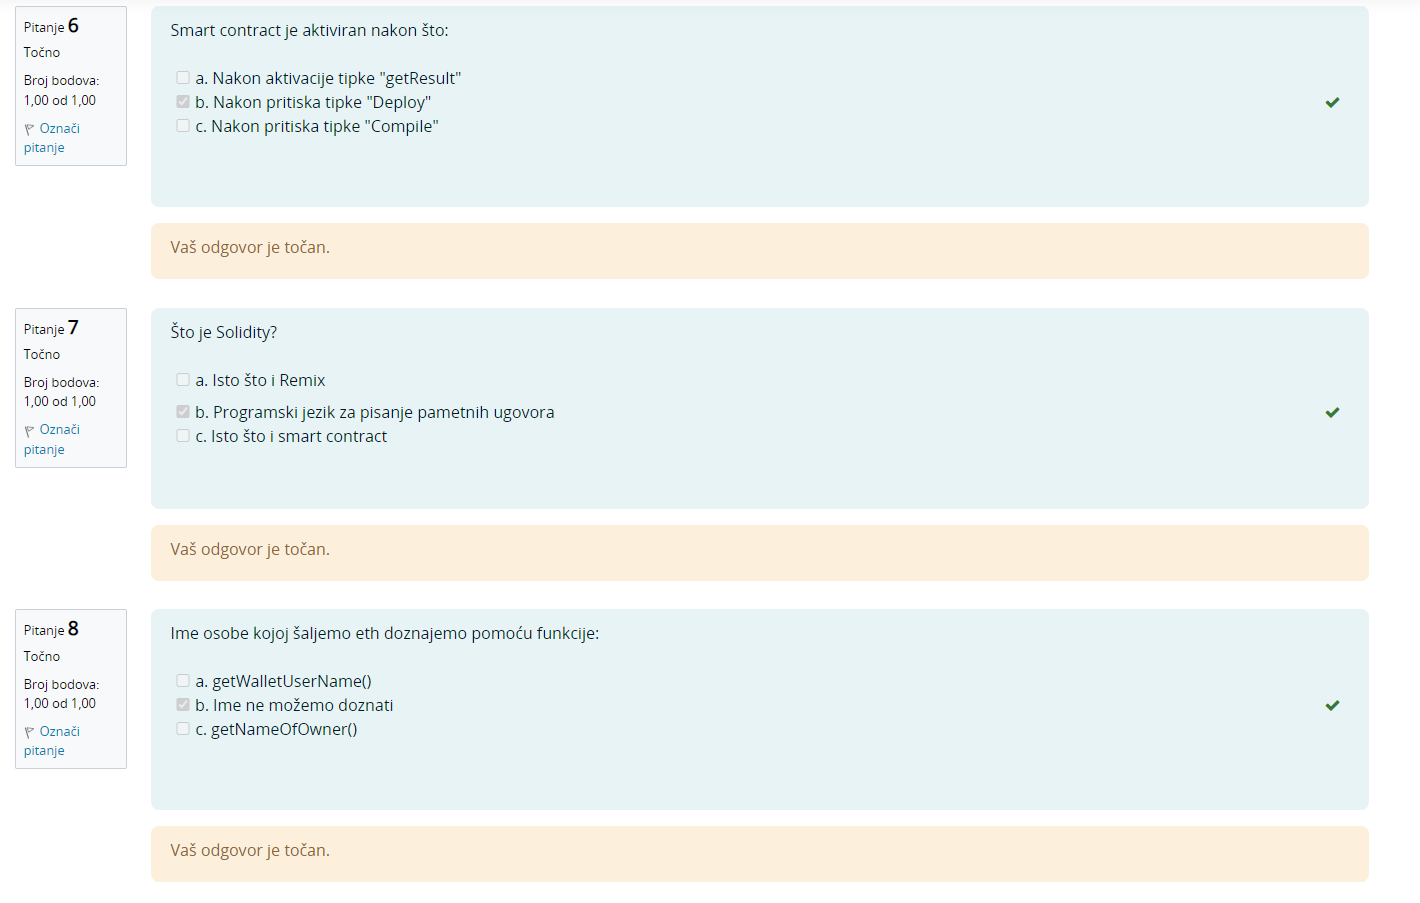 Pitanje 6
Točno
Broj bodova:
1,00 od 1,00
Označi
pitanje
Smart contract je aktiviran nakon što:
a. Nakon aktivacije tipke "getResult"
b. Nakon pritiska tipke "Deploy"
c. Nakon pritiska tipke "Compile"
Vaš odgovor je točan.
Pitanje 7
Točno
Broj bodova:
1,00 od 1,00
Označi
pitanje
Što je Solidity?
a. Isto što i Remix
b. Programski jezik za pisanje pametnih ugovora
c. Isto što i smart contract
Vaš odgovor je točan.
Pitanje 8
Točno
Broj bodova:
1,00 od 1,00
Označi
pitanje
Ime osobe kojoj šaljemo eth doznajemo pomoću funkcije:
a. getWalletUserName()
b. Ime ne možemo doznati
c. getNameOfOwner()
Vaš odgovor je točan.